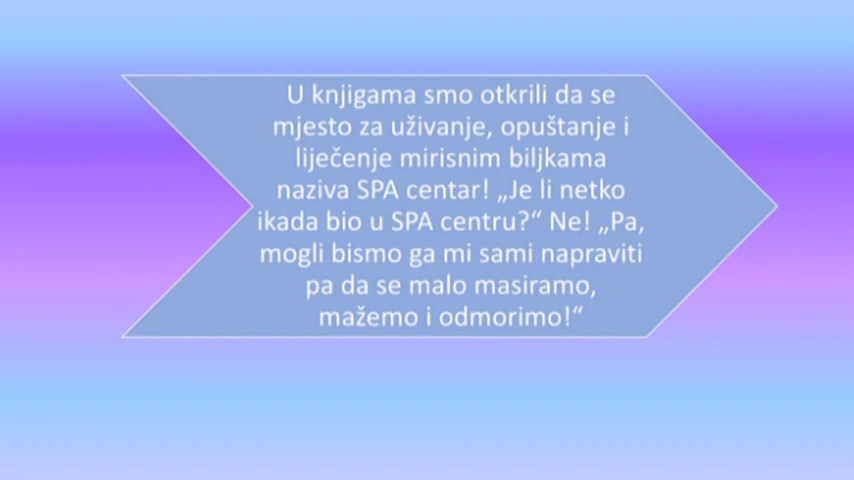 U knjigama smo otkrili da se
mjesto za uživanje, opuštanje i
liječenje mirisnim biljkama
naziva SPA centar! „Je li netko
ikada bio u SPA centru?“ Ne! „Pa,
mogli bismo ga mi sami napraviti
pa da se malo masiramo,
mažemo i odmorimo!“